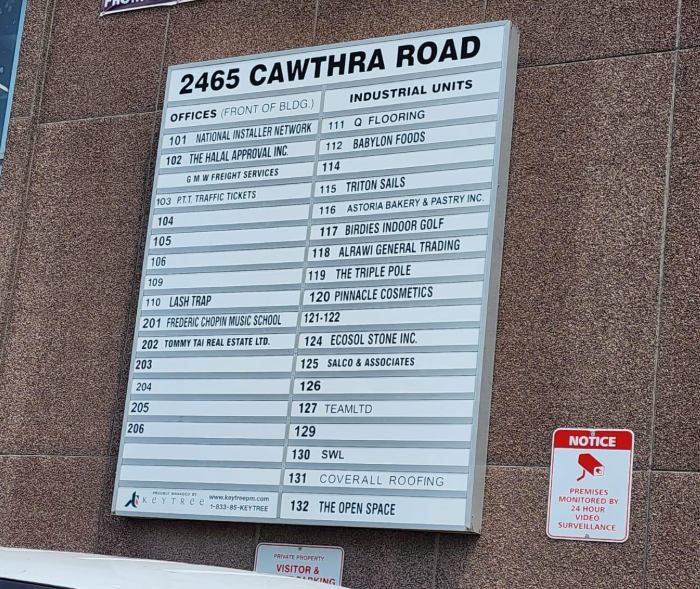 2465 CAWTHRA ROAD
OFFICES (FRONT OF BLDG.)
101 NATIONAL INSTALLER NETWORK
102 THE HALAL APPROVAL INC.
G M W FREIGHT SERVICES
103 P.T.T. TRAFFIC TICKETS
104
105
106
109
110 LASH TRAP
201 FREDERIC CHOPIN MUSIC SCHOOL
202 TOMMY TAI REAL ESTATE LTD.
203
204
205
206
PROUDLY MANAGED BY
KEYTREE
www.keytreepm.com
1-833-85-KEYTREE
INDUSTRIAL UNITS
111 Q FLOORING
112 BABYLON FOODS
114
115 TRITON SAILS
116 ASTORIA BAKERY & PASTRY INC.
117 BIRDIES INDOOR GOLF
118 ALRAWI GENERAL TRADING
119 THE TRIPLE POLE
120 PINNACLE COSMETICS
121-122
124 ECOSOL STONE INC.
125 SALCO & ASSOCIATES
126
127 TEAMLTD
129
130 SWL
131 COVERALL ROOFING
132 THE OPEN SPACE
NOTICE
PREMISES
MONITORED BY
24 HOUR
VIDEO
SURVEILLANCE
PRIVATE PROPERTY
VISITOR &
PARKING